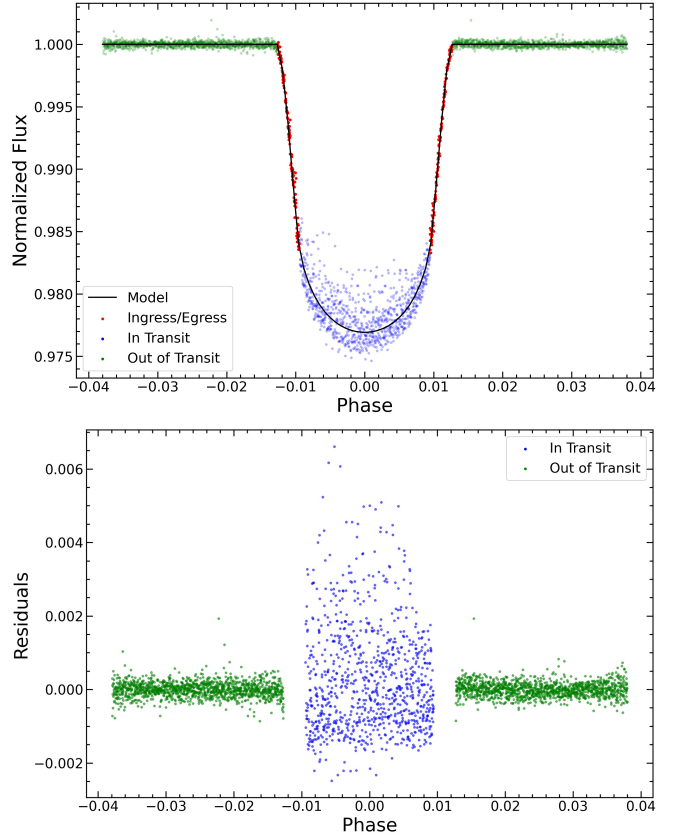 1.000
0.995
0.990
0.985
0.980
0.975
Normalized Flux
Model
Ingress/Egress
In Transit
Out of Transit
−0.04 −0.03 −0.02 −0.01 0.00 0.01 0.02 0.03 0.04
Phase
In Transit
Out of Transit
0.006
0.004
0.002
0.000
−0.002
Residuals
−0.04 −0.03 −0.02 −0.01 0.00 0.01 0.02 0.03 0.04
Phase